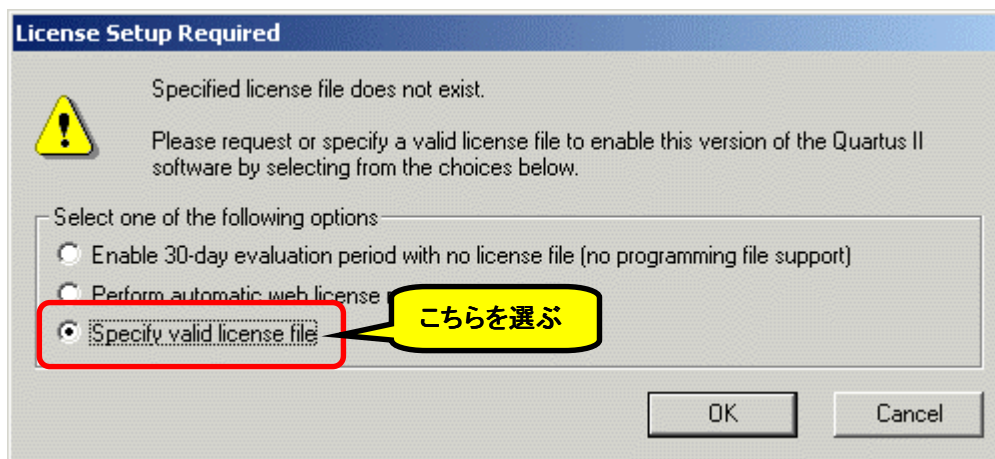 License Setup Required
Specified license file does not exist.
Please request or specify a valid license file to enable this version of the Quartus II
software by selecting from the choices below.
Select one of the following options
Enable 30-day evaluation period with no license file (no programming file support)
Perform automatic web license
こちらを選ぶ
Specify valid license file
OK
Cancel